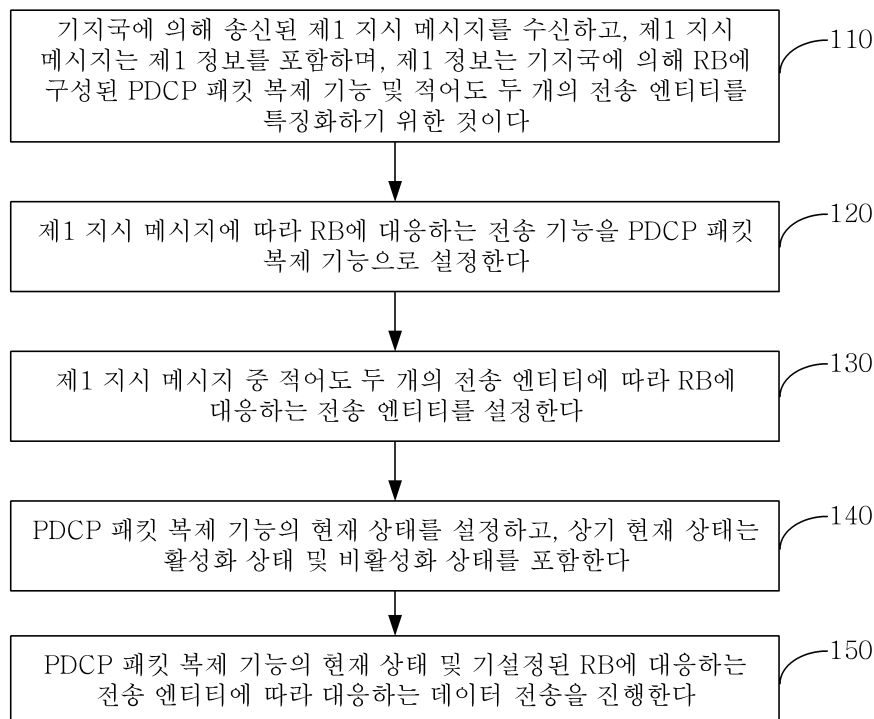 기지국에 의해 송신된 제1 지시 메시지를 수신하고, 제1 지시
메시지는 제1 정보를 포함하며, 제1 정보는 기지국에 의해 RB에
구성된 PDCP 패킷 복제 기능 및 적어도 두 개의 전송 엔티티를
특징화하기 위한 것이다
110
제1 지시 메시지에 따라 RB에 대응하는 전송 기능을 PDCP 패킷
복제 기능으로 설정한다
120
제1 지시 메시지 중 적어도 두 개의 전송 엔티티에 따라 RB에
대응하는 전송 엔티티를 설정한다
130
PDCP 패킷 복제 기능의 현재 상태를 설정하고, 상기 현재 상태는
활성화 상태 및 비활성화 상태를 포함한다
140
PDCP 패킷 복제 기능의 현재 상태 및 기설정된 RB에 대응하는
전송 엔티티에 따라 대응하는 데이터 전송을 진행한다
150